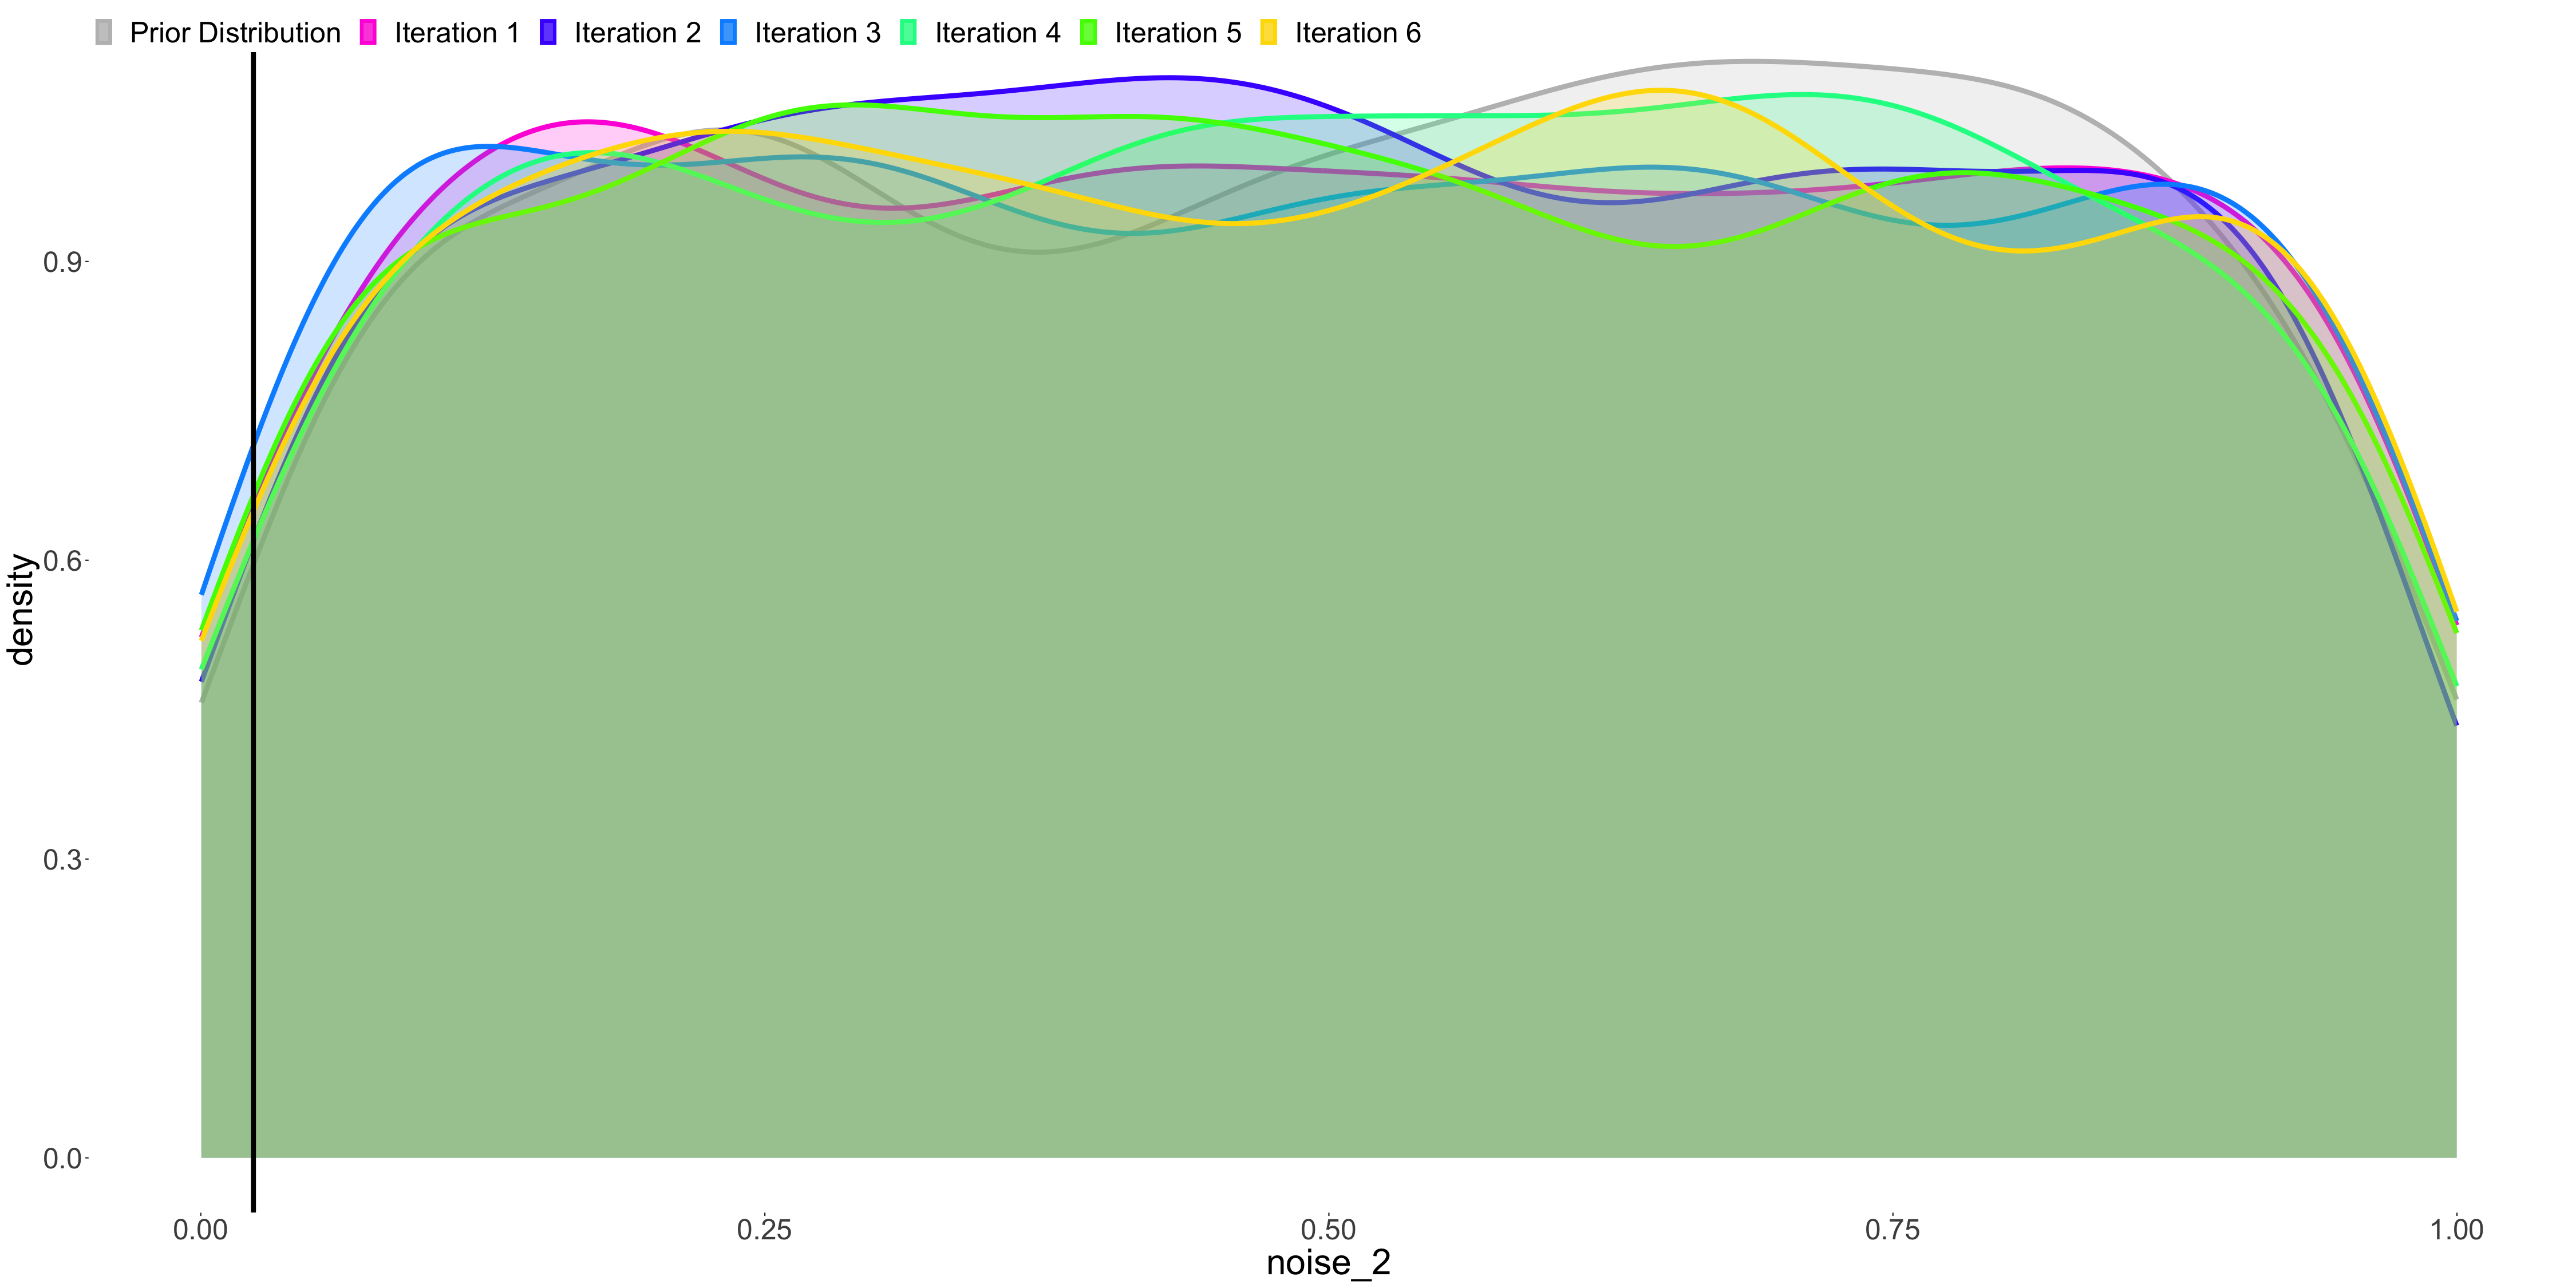 Prior Distribution Iteration 1 Iteration 2 Iteration 3 Iteration 4 Iteration 5 Iteration 6
density
0.9
0.6
0.3
0.0
0.00 0.25 0.50 0.75 1.00
noise_2